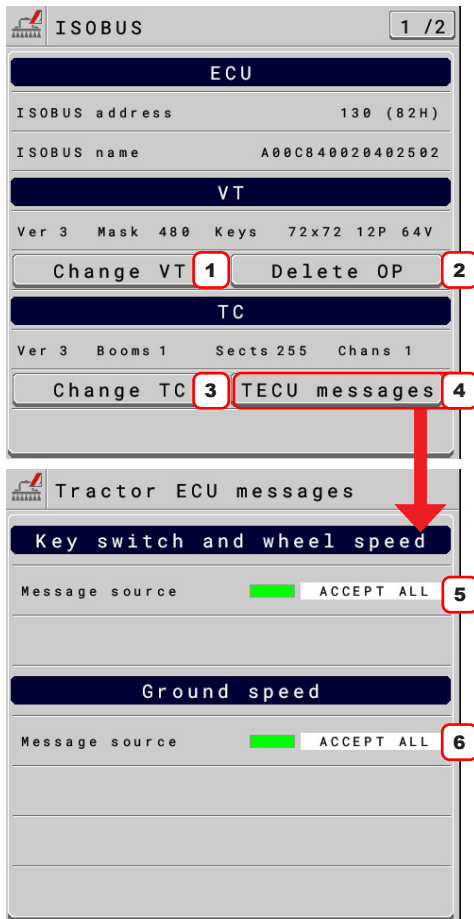 ISOBUS 1 /2
ECU
ISOBUS address 130 (82H)
ISOBUS name A00C840020402502
VT
Ver 3 Mask 480 Keys 72x72 12P 64V
Change VT 1 Delete OP 2
TC
Ver 3 Booms 1 Sects 255 Chans 1
Change TC 3 TECU messages 4
Tractor ECU messages
Key switch and wheel speed
Message source ACCEPT ALL 5
Ground speed
Message source ACCEPT ALL 6